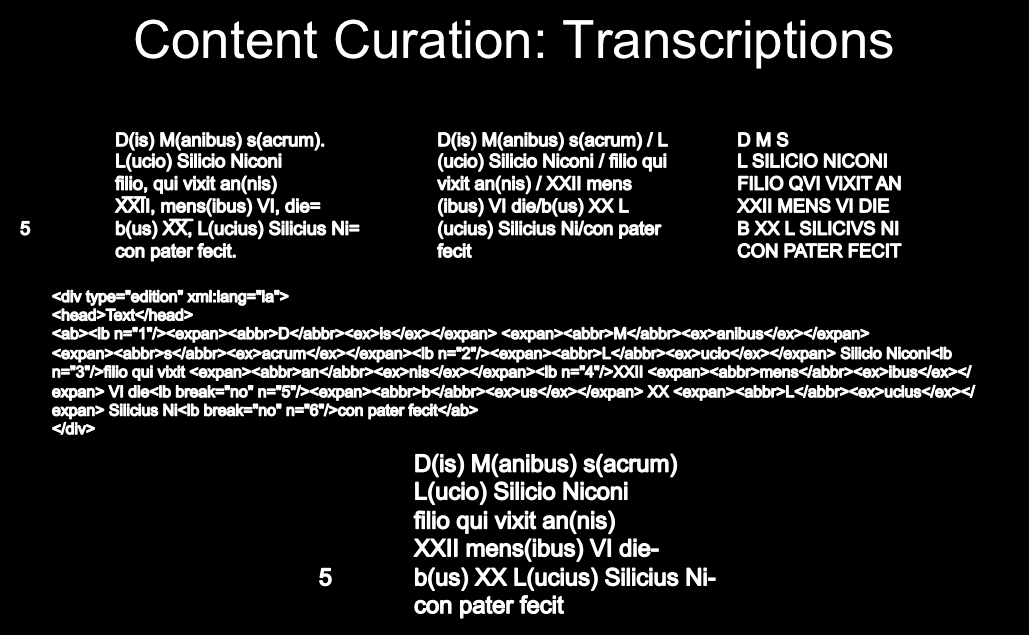 Content Curation: Transcriptions
D(is) M(anibus) s(acrum).
L(ucio) Silicio Niconi
filio, qui vixit an(nis)
X̅X̅I̅I̅, mens(ibus) VI, die=
5 b(us) X̅X̅, L(ucius) Silicius Ni=
con pater fecit.
D(is) M(anibus) s(acrum) / L
(ucio) Silicio Niconi / filio qui
vixit an(nis) / XXII mens
(ibus) VI die/b(us) XX L
(ucius) Silicius Ni/con pater
fecit
D M S
L SILICIO NICONI
FILIO QVI VIXIT AN
XXII MENS VI DIE
B XX L SILICIVS NI
CON PATER FECIT
<div type="edition" xml:lang="la">
<head>Text</head>
<ab><lb n="1"/><expan><abbr>D</abbr><ex>is</ex></expan> <expan><abbr>M</abbr><ex>anibus</ex></expan>
<expan><abbr>s</abbr><ex>acrum</ex></expan><lb n="2"/><expan><abbr>L</abbr><ex>ucio</ex></expan> Silicio Niconi<lb
n="3"/>filio qui vixit <expan><abbr>an</abbr><ex>nis</ex></expan><lb n="4"/>XXII <expan><abbr>mens</abbr><ex>ibus</ex></
expan> VI die<lb break="no" n="5"/><expan><abbr>b</abbr><ex>us</ex></expan> XX <expan><abbr>L</abbr><ex>ucius</ex></
expan> Silicius Ni<lb break="no" n="6"/>con pater fecit</ab>
</div>
D(is) M(anibus) s(acrum)
L(ucio) Silicio Niconi
filio qui vixit an(nis)
XXII mens(ibus) VI die-
5 b(us) XX L(ucius) Silicius Ni-
con pater fecit